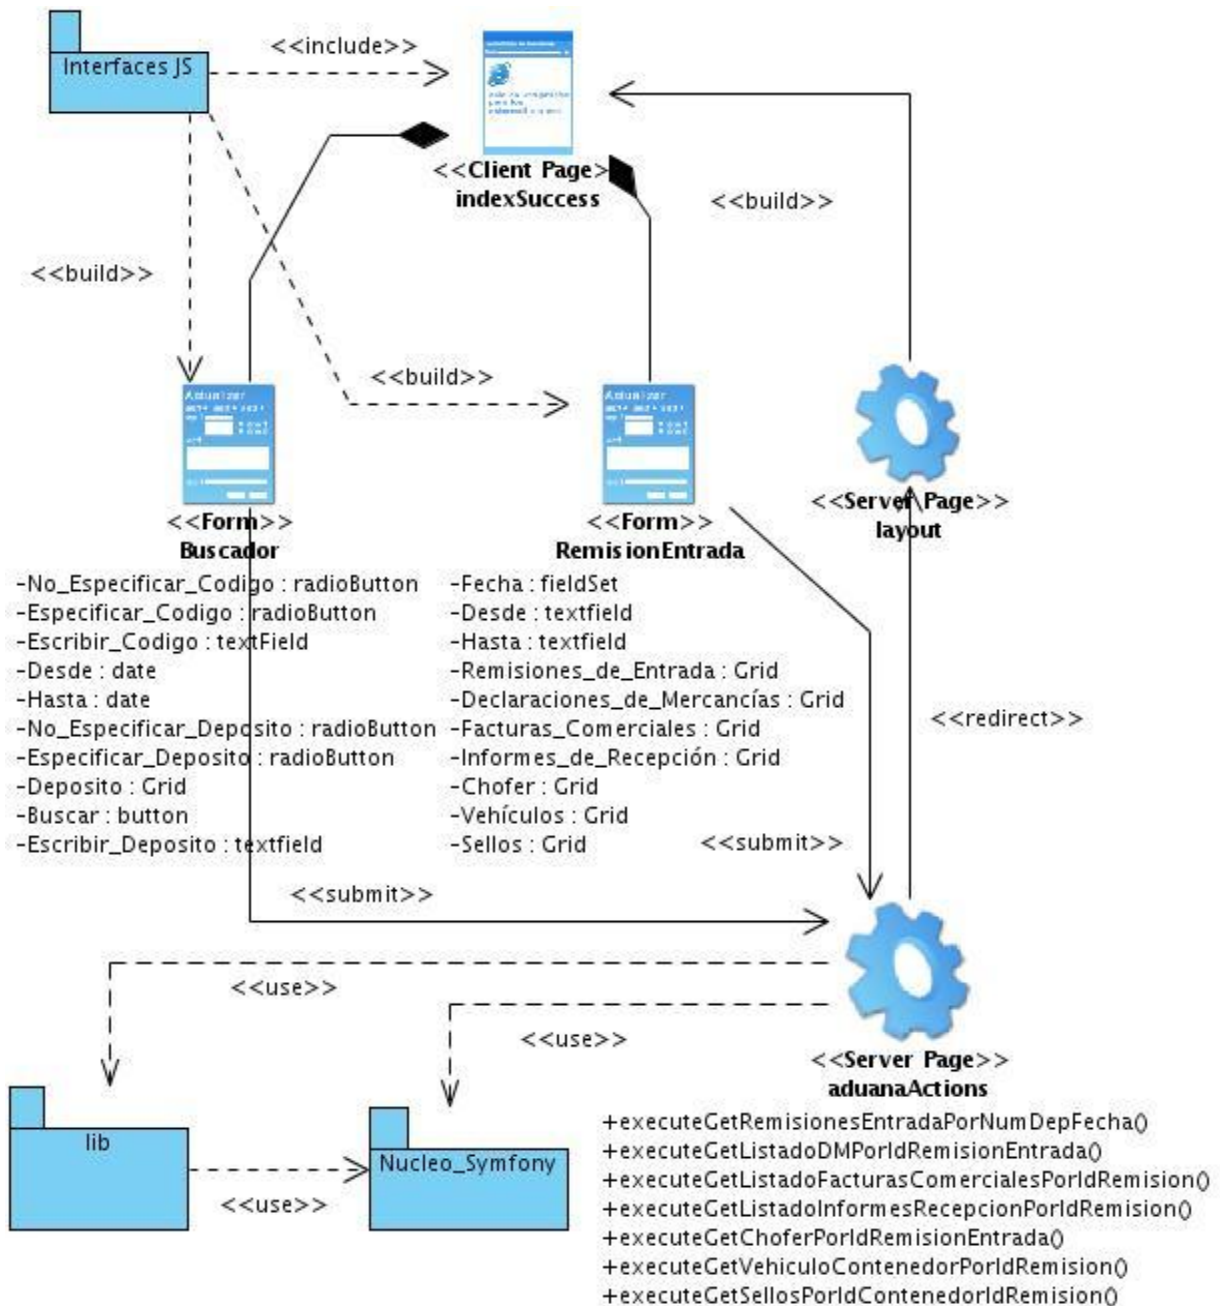 <<include>>
Interfaces JS
<<Client Page>
indexSuccess
<<build>>
<<build>>
<<build>>
Actualizar
Actualizar
<<Form>>
Buscador
-No_Especificar_Codigo : radioButton
-Especificar_Codigo : radioButton
-Escribir_Codigo : textField
-Desde : date
-Hasta : date
-No_Especificar_Deposito : radioButton
-Especificar_Deposito : radioButton
-Deposito : Grid
-Buscar : button
-Escribir_Deposito : textfield
<<Form>>
RemisionEntrada
-Fecha : fieldSet
-Desde : textfield
-Hasta : textfield
-Remisiones_de_Entrada : Grid
-Declaraciones_de_Mercancías : Grid
-Facturas_Comerciales : Grid
-Informes_de_Recepción : Grid
-Chofer : Grid
-Vehículos : Grid
-Sellos : Grid
<<Server Page>>
layout
<<redirect>>
<<submit>>
<<submit>>
<<use>>
<<use>>
<<Server Page>>
aduanaActions
+executeGetRemisionesEntradaPorNumDepFecha()
+executeGetListadoDMPorIdRemisionEntrada()
+executeGetListadoFacturasComercialesPorIdRemision()
+executeGetListadoInformesRecepcionPorIdRemision()
+executeGetChoferPorIdRemisionEntrada()
+executeGetVehiculoContenedorPorIdRemision()
+executeGetSellosPorIdContenedorIdRemision()
lib
Nucleo_Symfony
<<use>>